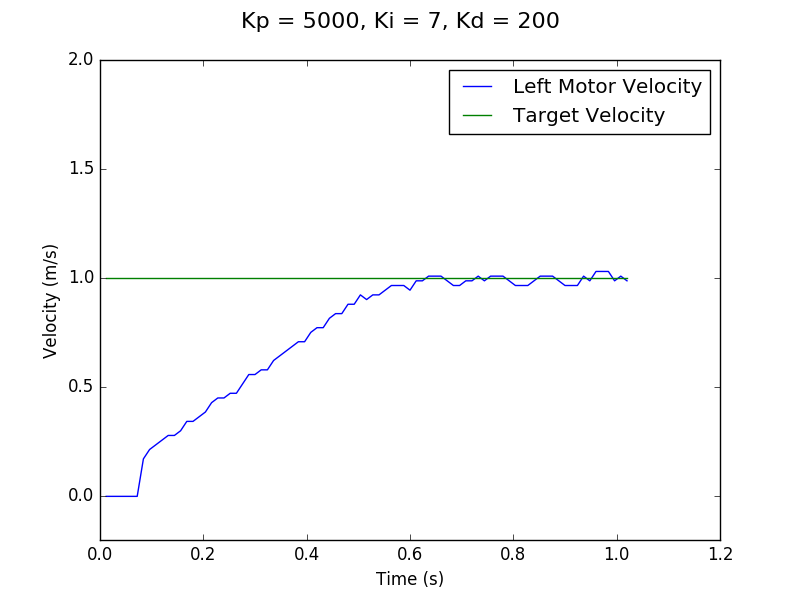 Kp = 5000, Ki = 7, Kd = 200
Left Motor Velocity
Target Velocity
2.0
1.5
1.0
0.5
0.0
Velocity (m/s)
0.0 0.2 0.4 0.6 0.8 1.0 1.2
Time (s)